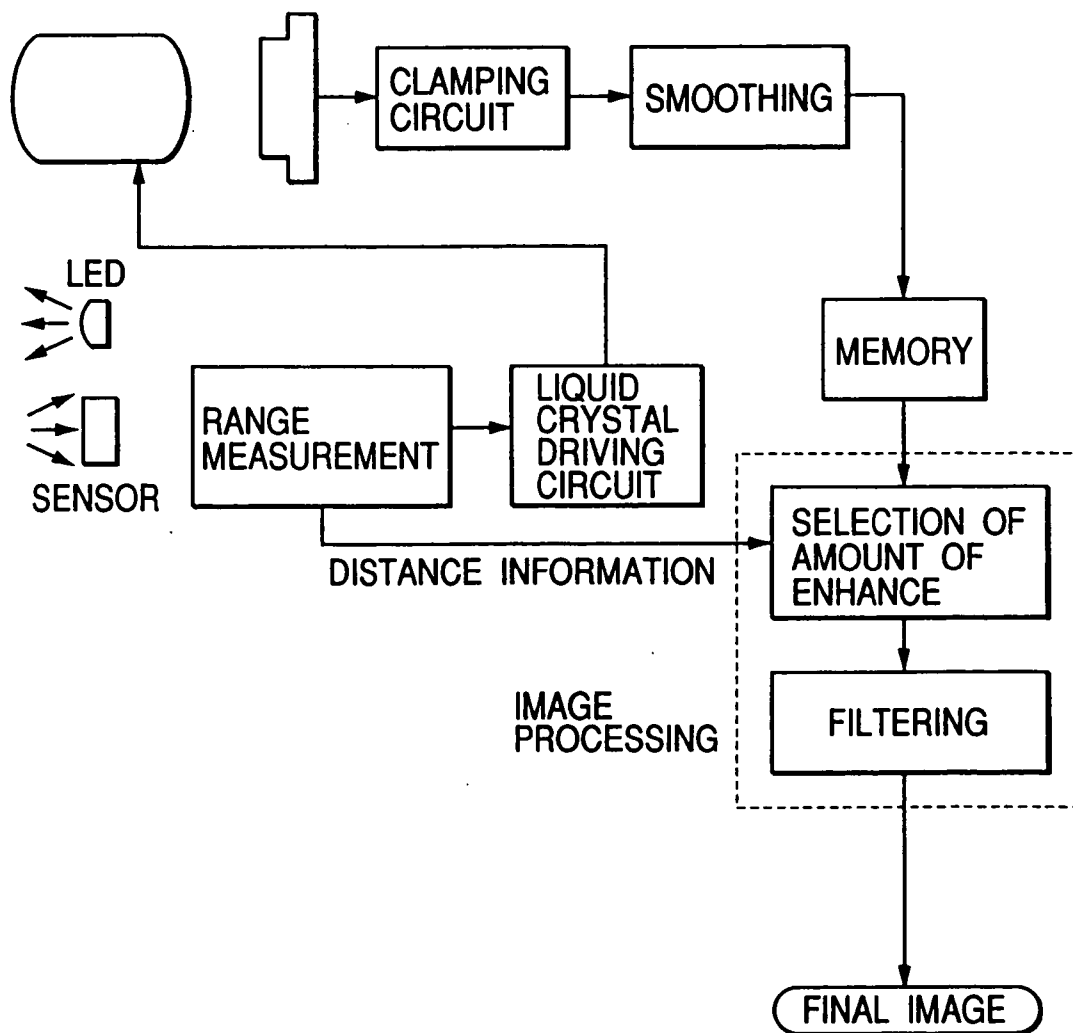 CLAMPING
CIRCUIT
SMOOTHING
LED
MEMORY
RANGE
MEASUREMENT
LIQUID
CRYSTAL
DRIVING
CIRCUIT
SENSOR
SELECTION OF
AMOUNT OF
ENHANCE
DISTANCE INFORMATION
IMAGE
PROCESSING
FILTERING
FINAL IMAGE